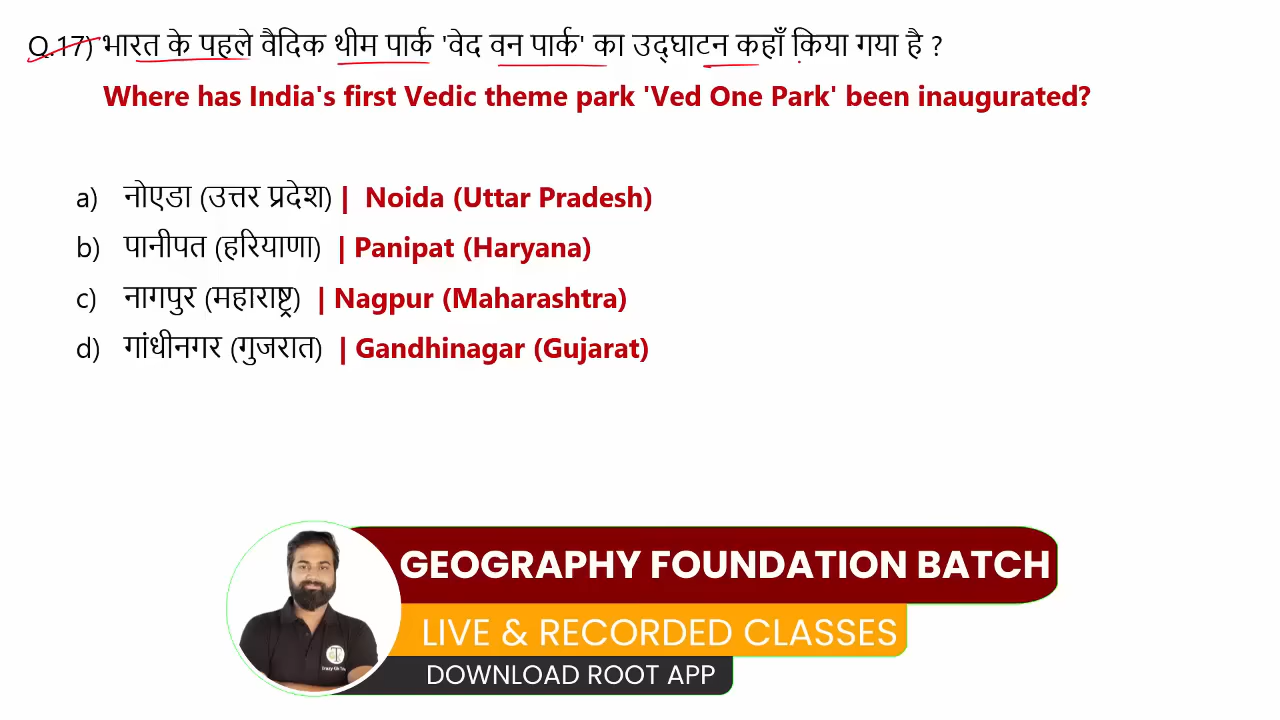 Q.17) भारत के पहले वैदिक थीम पार्क 'वेद वन पार्क' का उद्घाटन कहाँ किया गया है ?
Where has India's first Vedic theme park 'Ved One Park' been inaugurated?
a) नोएडा (उत्तर प्रदेश) | Noida (Uttar Pradesh)
b) पानीपत (हरियाणा) | Panipat (Haryana)
c) नागपुर (महाराष्ट्र) | Nagpur (Maharashtra)
d) गांधीनगर (गुजरात) | Gandhinagar (Gujarat)
GEOGRAPHY FOUNDATION BATCH
LIVE & RECORDED CLASSES
DOWNLOAD ROOT APP